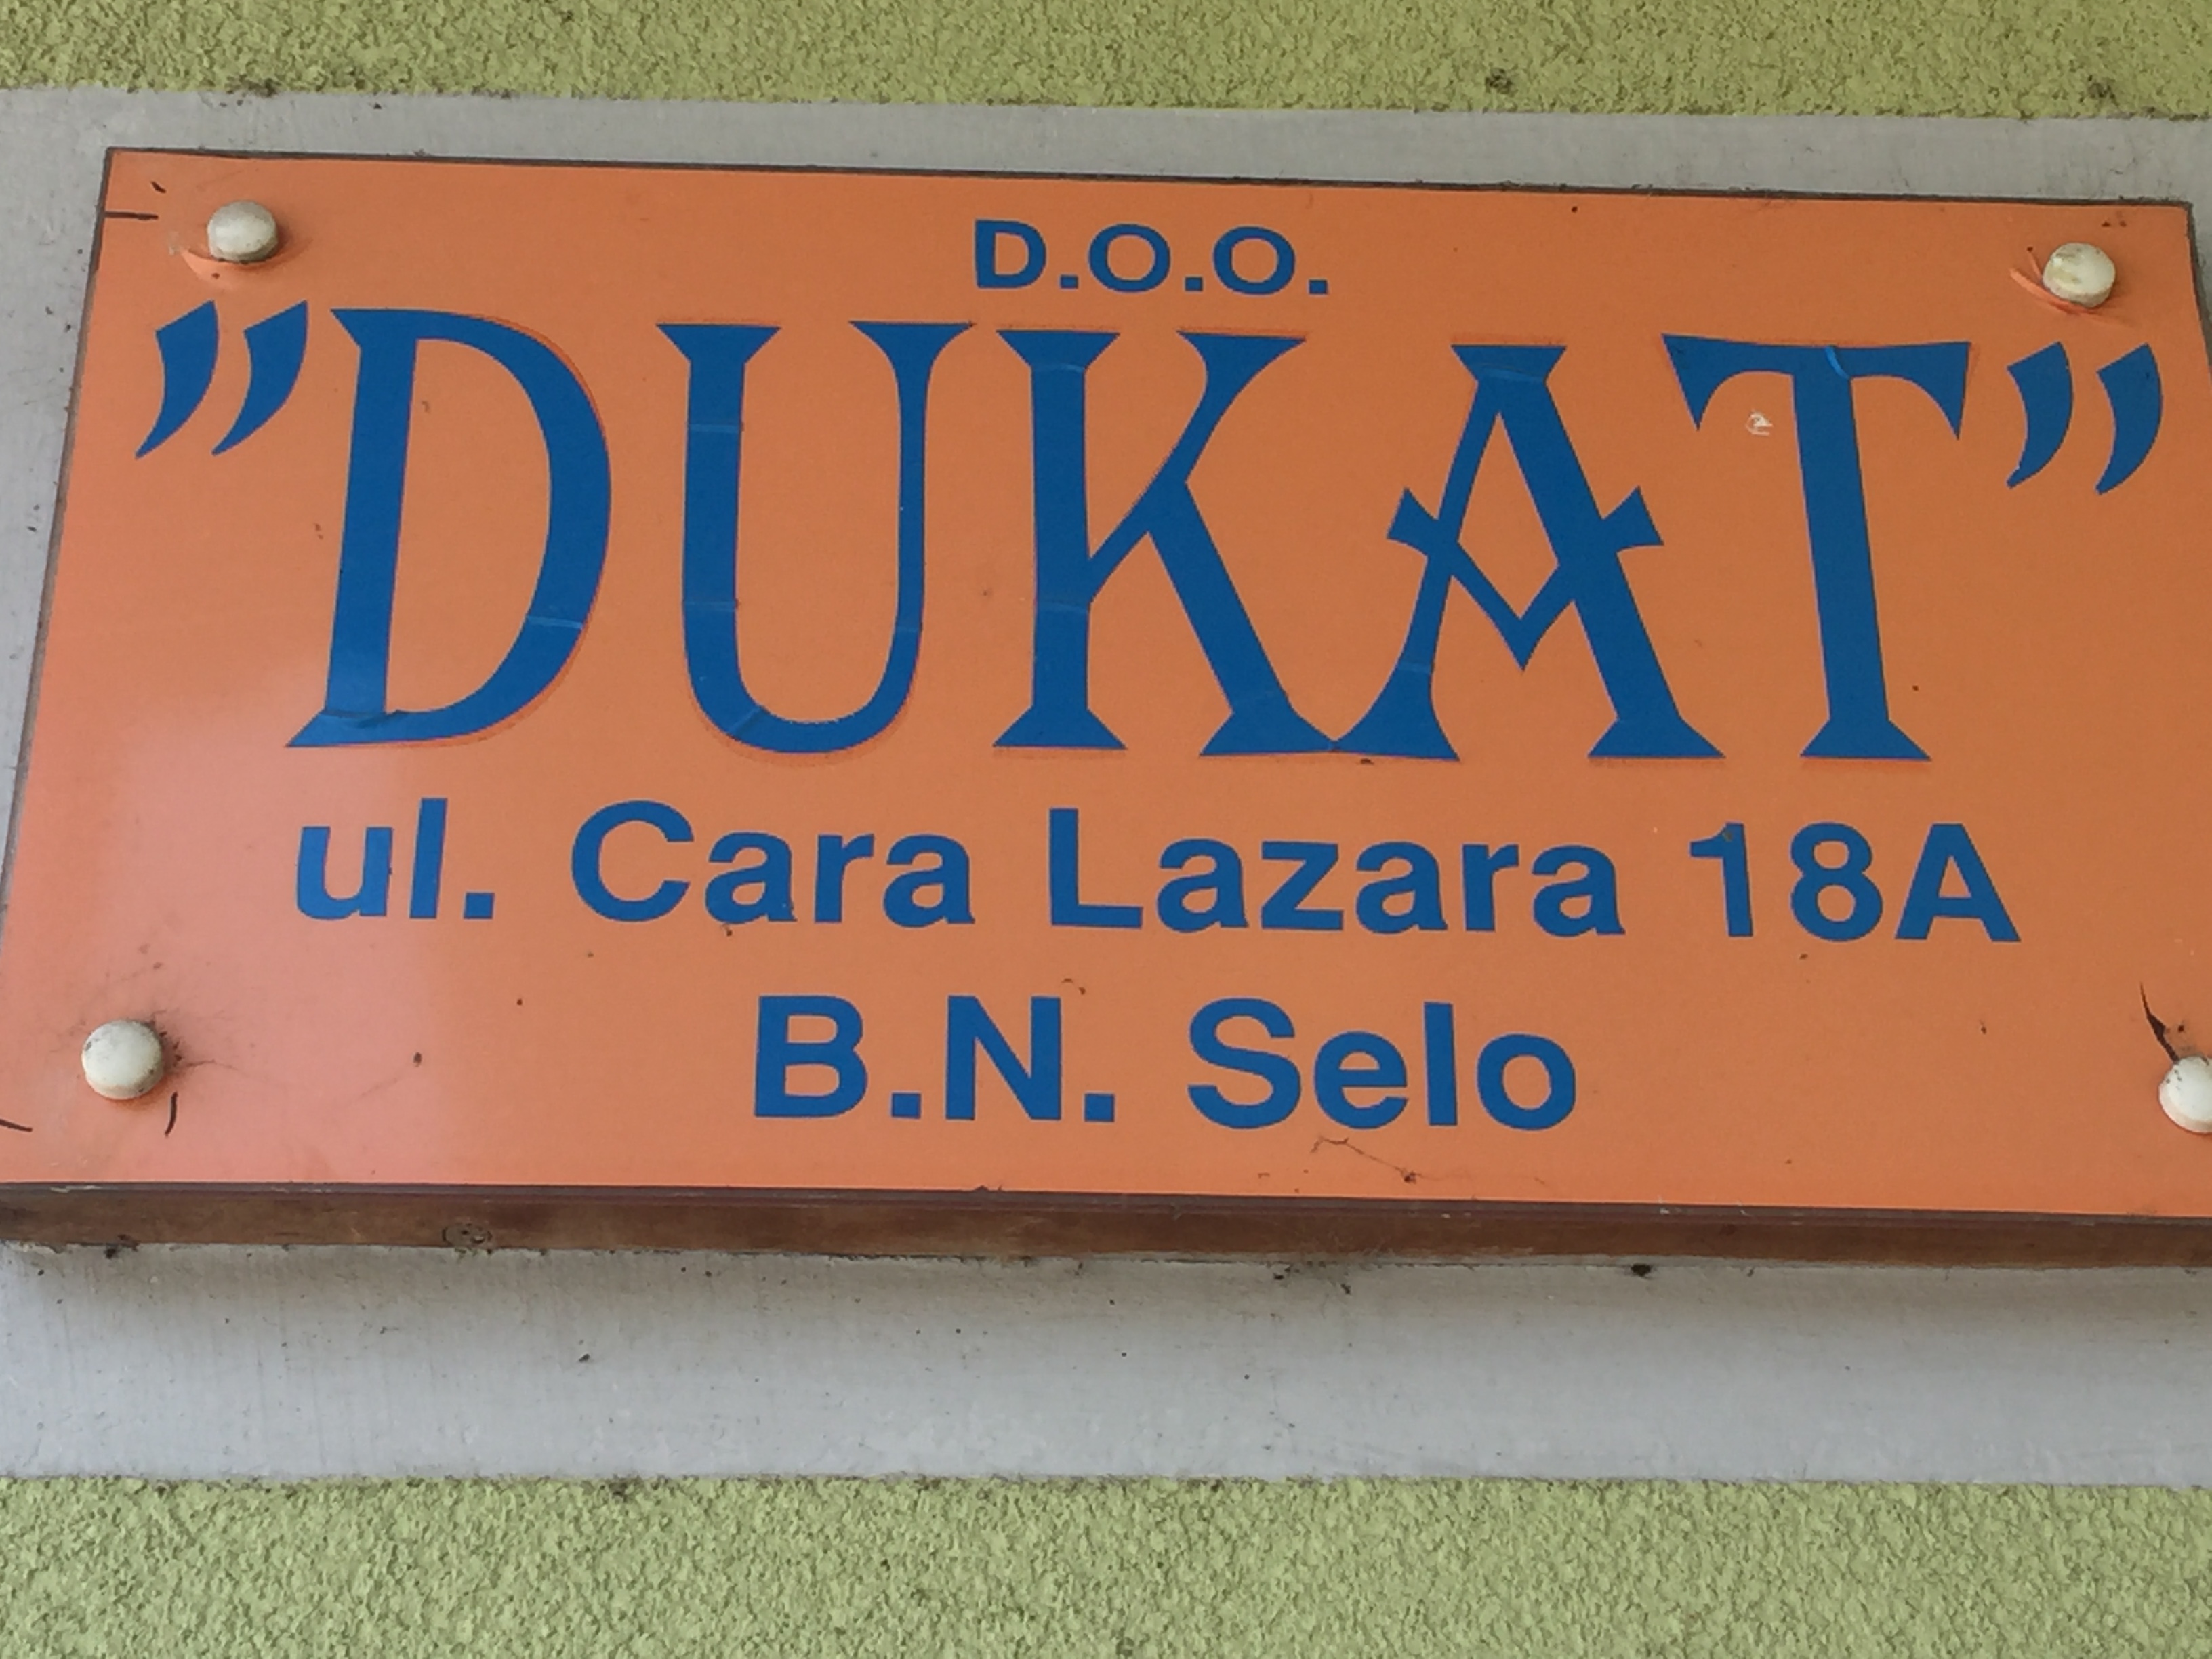 D.O.O.
"DUKAT"
ul. Cara Lazara 18A
B.N. Selo